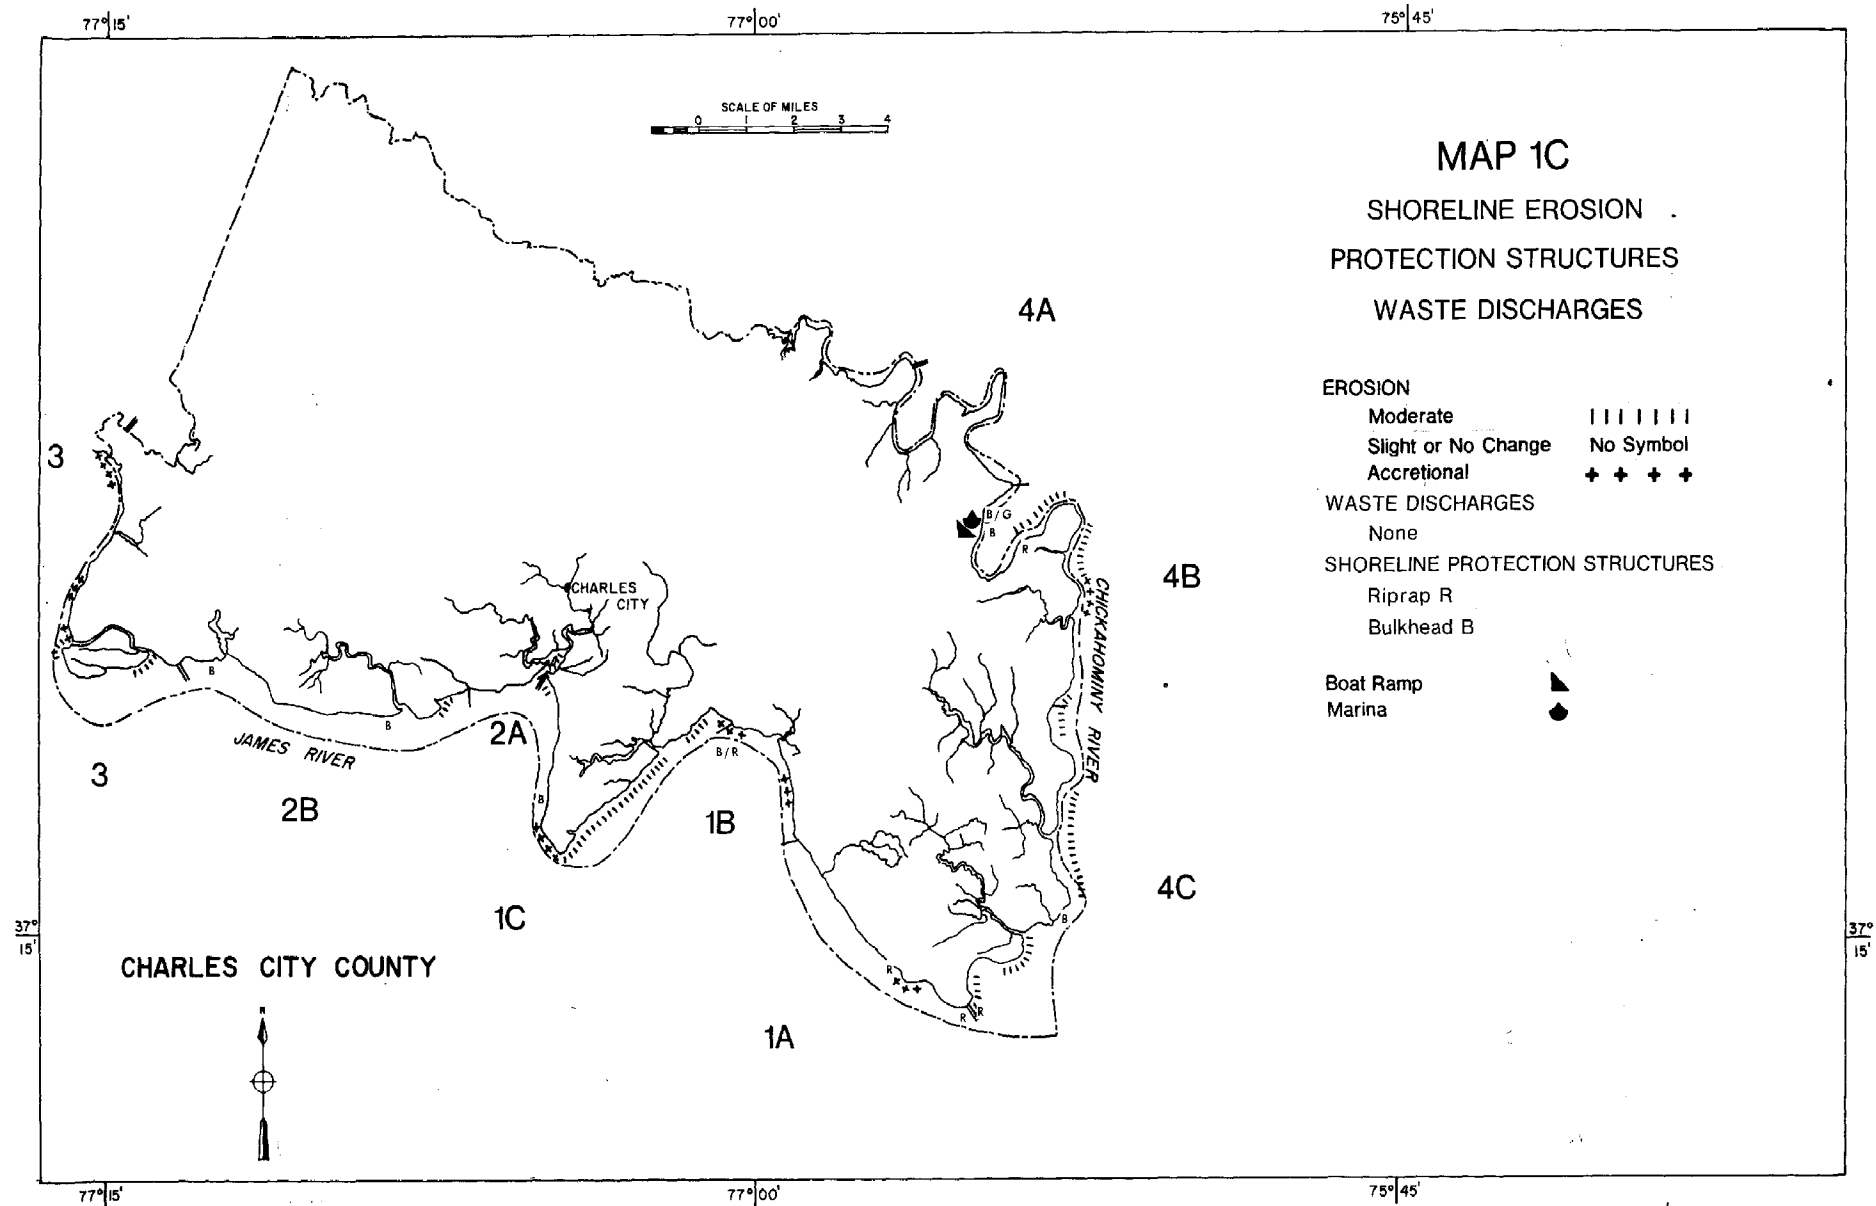 77° 15'
77° 00'
75° 45'
SCALE OF MILES
0 1 2 3 4
MAP 1C
SHORELINE EROSION
PROTECTION STRUCTURES
WASTE DISCHARGES
4A
EROSION
Moderate
Slight or No Change No Symbol
Accretional
WASTE DISCHARGES
None
SHORELINE PROTECTION STRUCTURES
Riprap R
Bulkhead B
Boat Ramp
Marina
3
B/G
B
R
4B
CHICKAHOMINY RIVER
CHARLES
CITY
B
B
2A
JAMES RIVER
B/R
3
2B
B
1B
4C
1C
B
37°
15'
37°
15'
CHARLES CITY COUNTY
R
R
R
1A
N
77° 15'
77° 00'
75° 45'